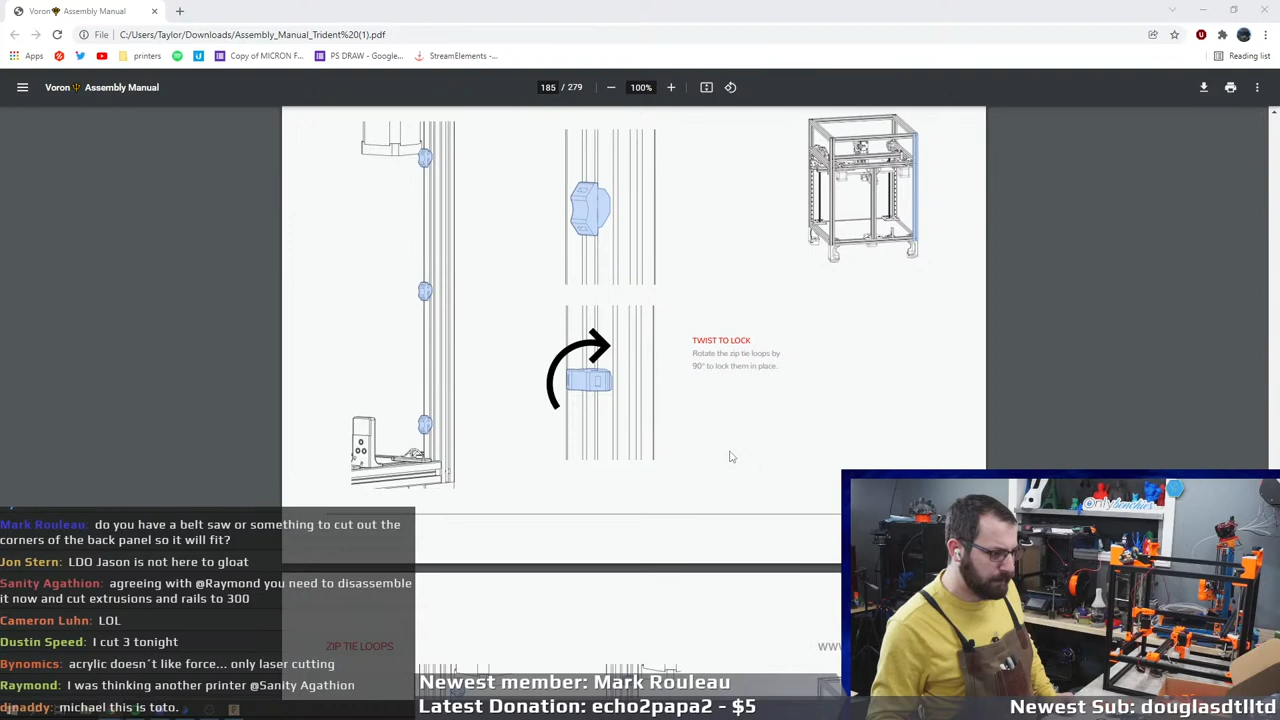 Voron Assembly Manual
File
C:/Users/Taylor/Downloads/Assembly_Manual_Trident%20(1).pdf
Apps
printers
Copy of MICRON F...
PS DRAW - Google...
StreamElements -...
Reading list
Voron Assembly Manual
185 / 279
100%
TWIST TO LOCK
Rotate the zip tie loops by
90° to lock them in place.
ZIP TIE LOOPS
WWW
@onlybenchies
Mark Rouleau: do you have a belt saw or something to cut out the
corners of the back panel so it will fit?
Jon Stern: LDO Jason is not here to gloat
Sanity Agathion: agreeing with @Raymond you need to disassemble
it now and cut extrusions and rails to 300
Cameron Luhn: LOL
Dustin Speed: I cut 3 tonight
Bynomics: acrylic doesn´t like force... only laser cutting
Raymond: I was thinking another printer @Sanity Agathion
michael this is toto.
Newest member: Mark Rouleau
Latest Donation: echo2papa2 - $5
Newest Sub: douglasdtlltd